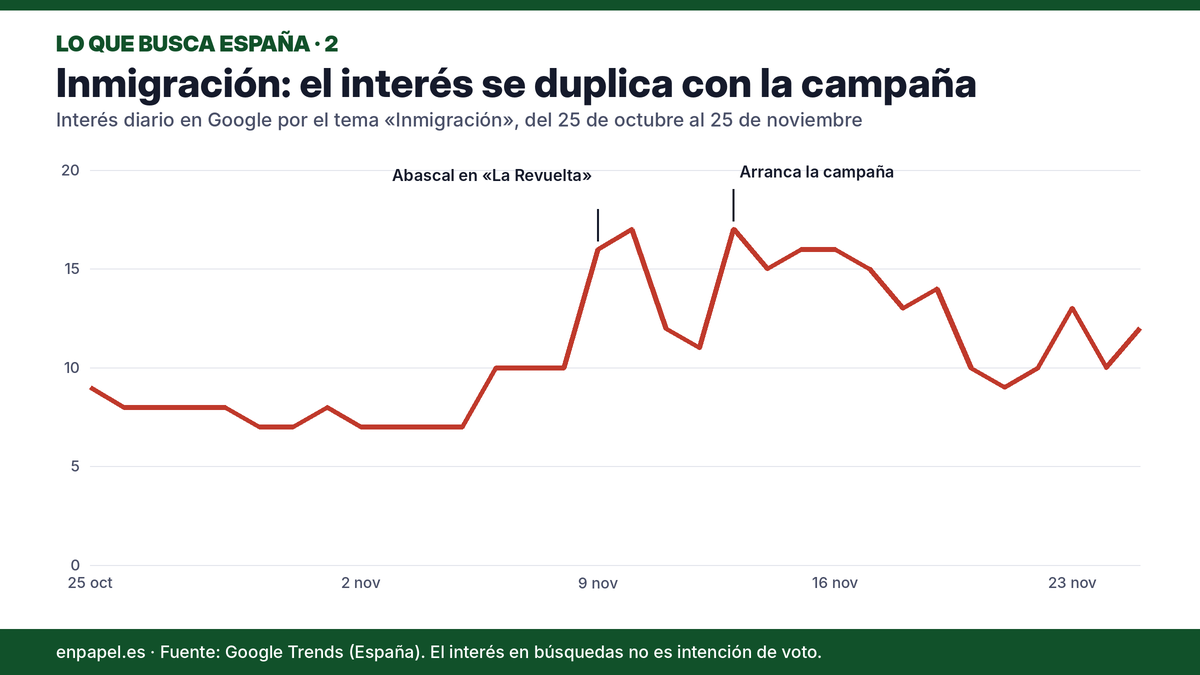 LO QUE BUSCA ESPAÑA · 2
Inmigración: el interés se duplica con la campaña
Interés diario en Google por el tema «Inmigración», del 25 de octubre al 25 de noviembre
20
Abascal en «La Revuelta»
Arranca la campaña
15
10
5
0
25 oct
2 nov
9 nov
16 nov
23 nov
enpapel.es · Fuente: Google Trends (España). El interés en búsquedas no es intención de voto.